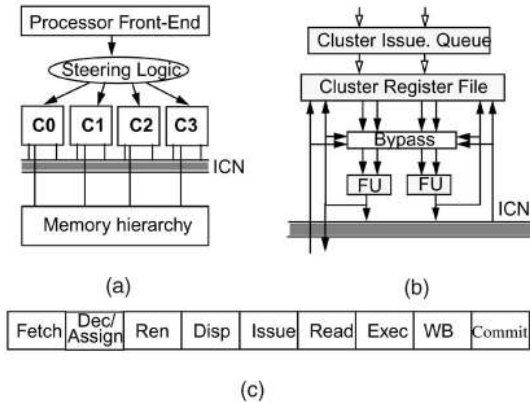 Processor Front-End
Steering Logic
C0 C1 C2 C3
ICN
Memory hierarchy
(a)
Cluster Issue. Queue
Cluster Register File
Bypass
FU FU
ICN
(b)
Fetch Dec/ Assign Ren Disp Issue Read Exec WB Commit
(c)